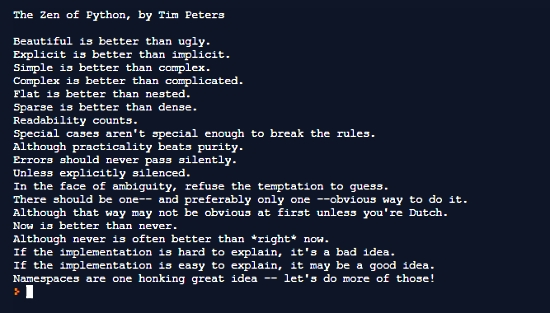 The Zen of Python, by Tim Peters

Beautiful is better than ugly.
Explicit is better than implicit.
Simple is better than complex.
Complex is better than complicated.
Flat is better than nested.
Sparse is better than dense.
Readability counts.
Special cases aren't special enough to break the rules.
Although practicality beats purity.
Errors should never pass silently.
Unless explicitly silenced.
In the face of ambiguity, refuse the temptation to guess.
There should be one-- and preferably only one --obvious way to do it.
Although that way may not be obvious at first unless you're Dutch.
Now is better than never.
Although never is often better than *right* now.
If the implementation is hard to explain, it's a bad idea.
If the implementation is easy to explain, it may be a good idea.
Namespaces are one honking great idea -- let's do more of those!